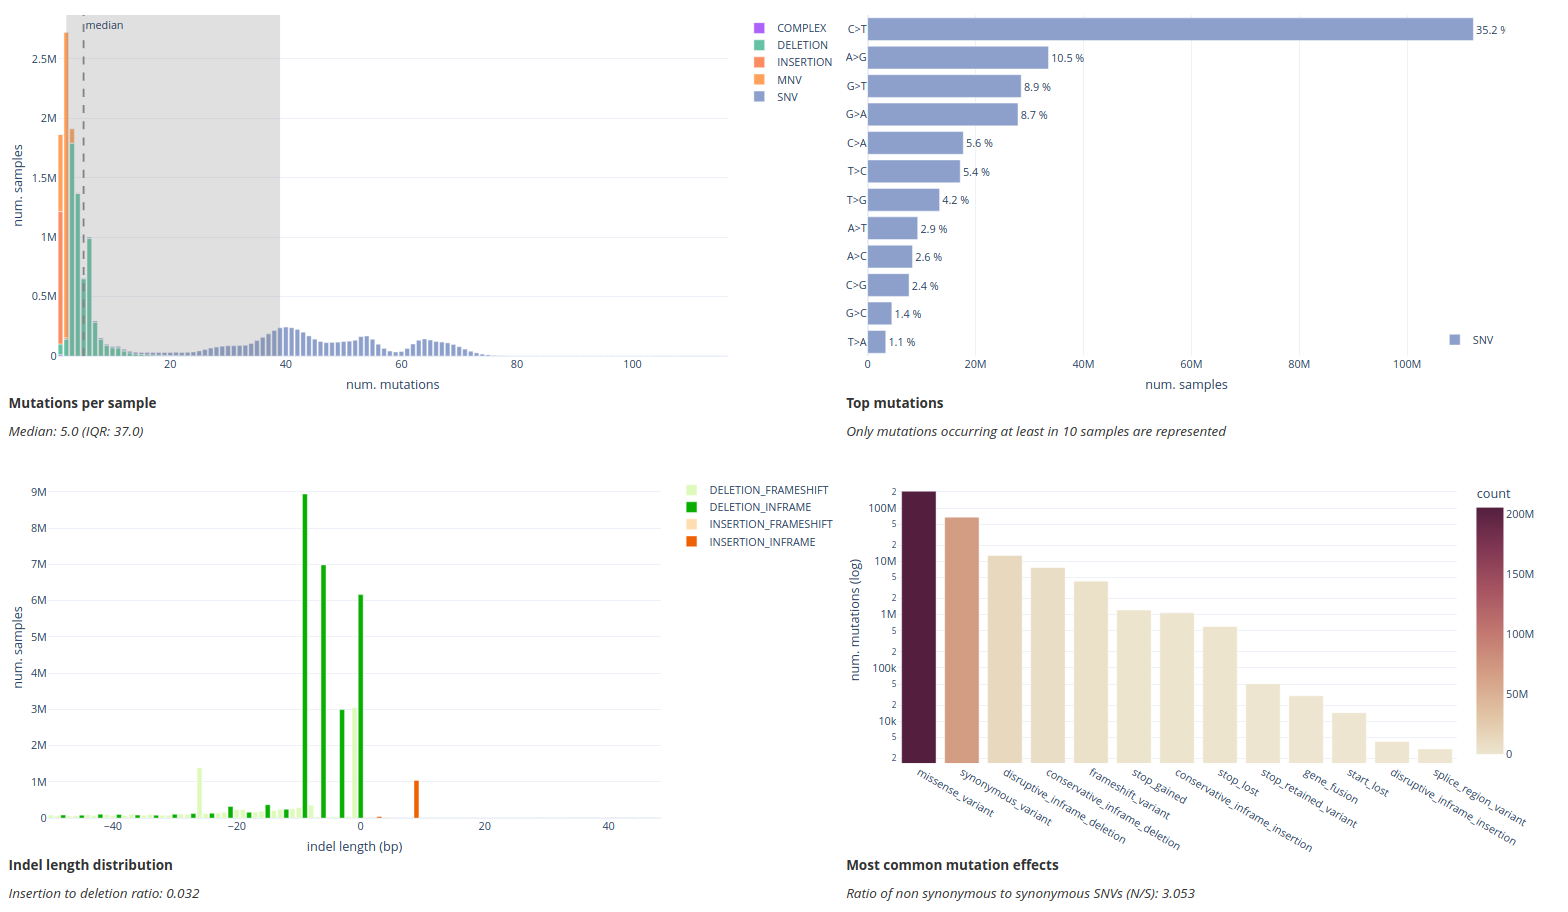 median
2.5M
2M
1.5M
1M
0.5M
0
20
40
60
80
100
num. samples
num. mutations
COMPLEX
DELETION
INSERTION
MNV
SNV
Mutations per sample
Median: 5.0 (IQR: 37.0)
C>T 35.2 %
A>G 10.5 %
G>T 8.9 %
G>A 8.7 %
C>A 5.6 %
T>C 5.4 %
T>G 4.2 %
A>T 2.9 %
A>C 2.6 %
C>G 2.4 %
G>C 1.4 %
T>A 1.1 %
SNV
0 20M 40M 60M 80M 100M
num. samples
Top mutations
Only mutations occurring at least in 10 samples are represented
9M
8M
7M
6M
5M
4M
3M
2M
1M
0
num. samples
−40 −20 0 20 40
indel length (bp)
DELETION_FRAMESHIFT
DELETION_INFRAME
INSERTION_FRAMESHIFT
INSERTION_INFRAME
Indel length distribution
Insertion to deletion ratio: 0.032
2
100M
5
2
10M
5
2
1M
5
2
100k
5
2
10k
5
2
num. mutations (log)
missense_variant
synonymous_variant
disruptive_inframe_deletion
conservative_inframe_deletion
frameshift_variant
stop_gained
conservative_inframe_insertion
stop_lost
stop_retained_variant
gene_fusion
start_lost
disruptive_inframe_insertion
splice_region_variant
count
200M
150M
100M
50M
0
Most common mutation effects
Ratio of non synonymous to synonymous SNVs (N/S): 3.053